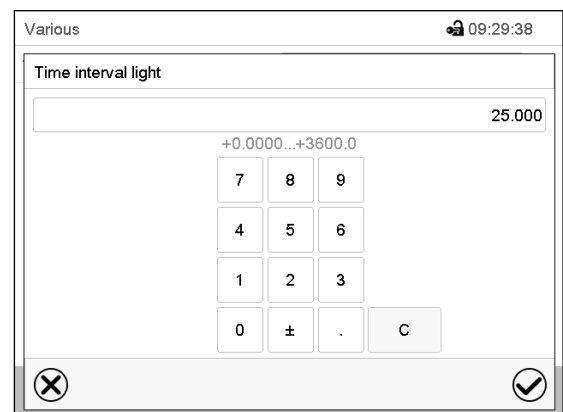 Various 09:29:38
Time interval light
25.000
+0.0000...+3600.0
7 8 9
4 5 6
1 2 3
0 ± . C